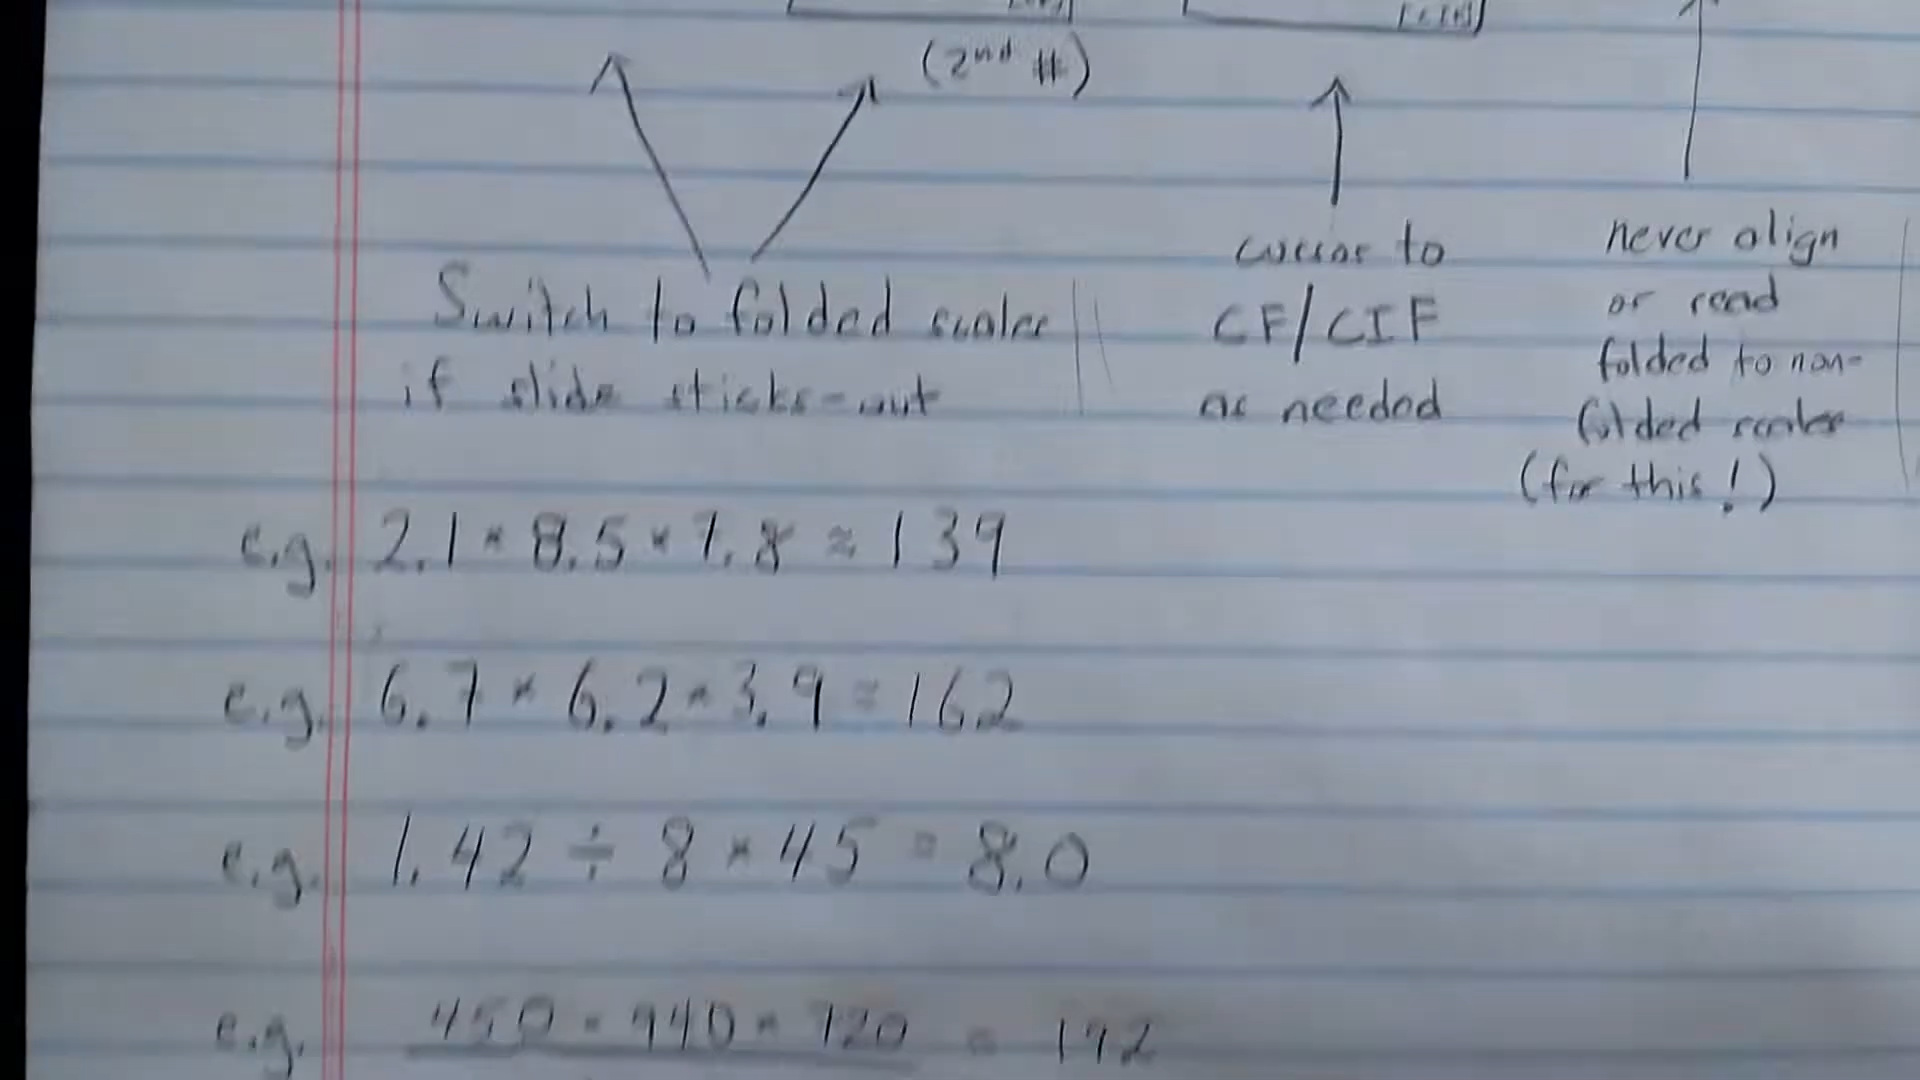 (2nd #)
Switch to folded scales
if slide sticks-out
cursor to
CF/CIF
as needed
never align
or read
folded to non-
folded scales
(for this!)
e.g. 2.1 × 8.5 × 7.8 ≈ 139
e.g. 6.7 × 6.2 × 3.9 = 162
e.g. 1.42 ÷ 8 × 45 = 8.0
e.g. 450 × 940 × 720 = 192